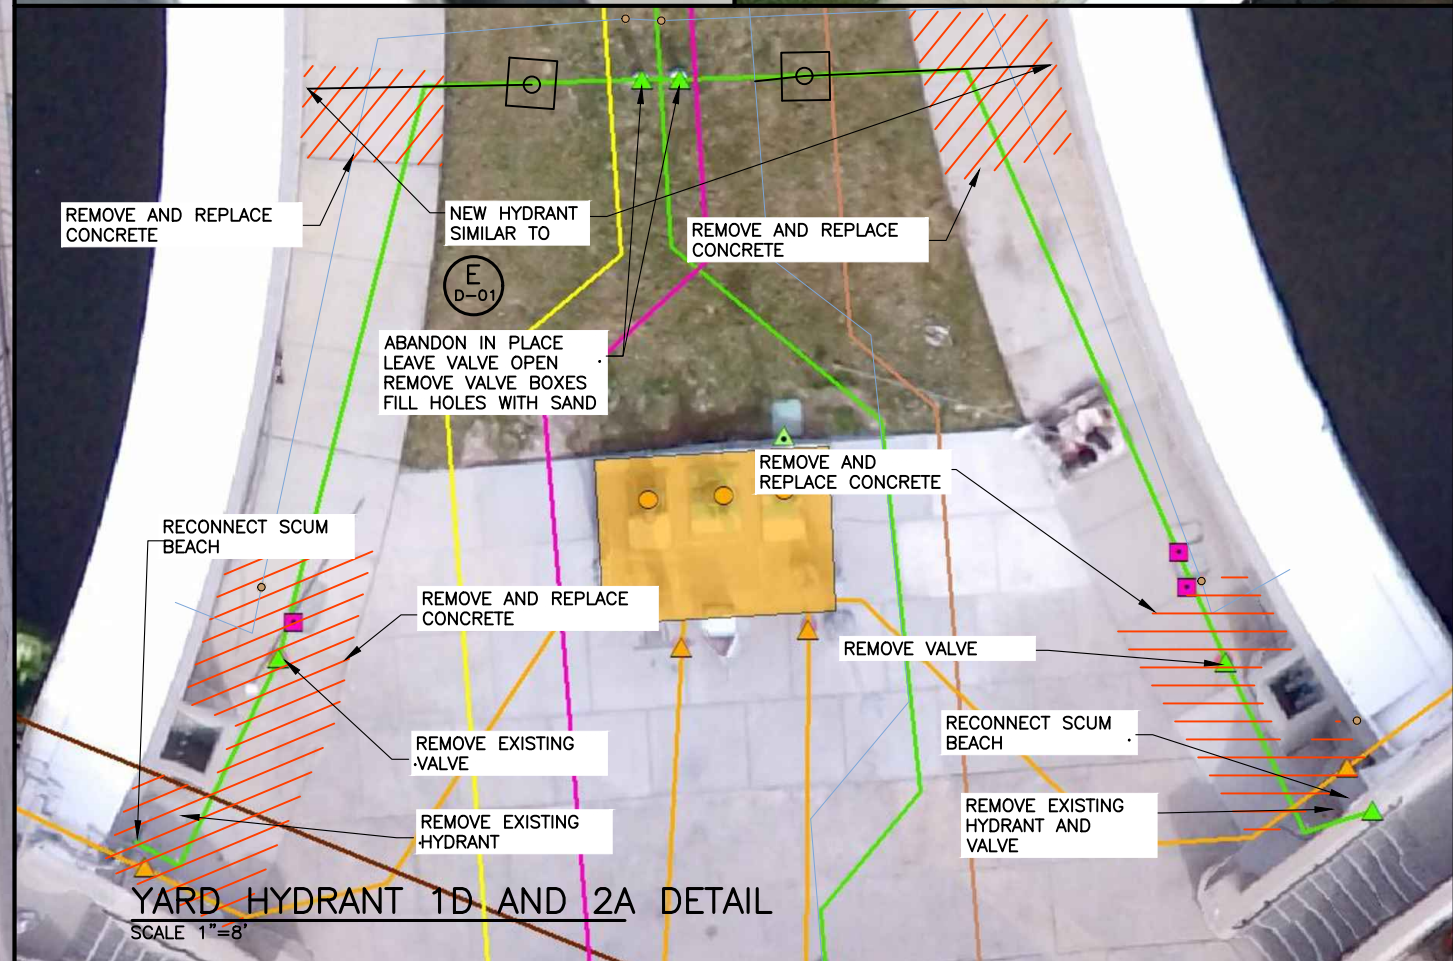 REMOVE AND REPLACE
CONCRETE
NEW HYDRANT
SIMILAR TO
REMOVE AND REPLACE
CONCRETE
E
D-01
ABANDON IN PLACE
LEAVE VALVE OPEN
REMOVE VALVE BOXES
FILL HOLES WITH SAND
REMOVE AND
REPLACE CONCRETE
RECONNECT SCUM
BEACH
REMOVE AND REPLACE
CONCRETE
REMOVE VALVE
RECONNECT SCUM
BEACH
REMOVE EXISTING
VALVE
REMOVE EXISTING
HYDRANT
REMOVE EXISTING
HYDRANT AND
VALVE
YARD HYDRANT 1D AND 2A DETAIL
SCALE 1"=8'